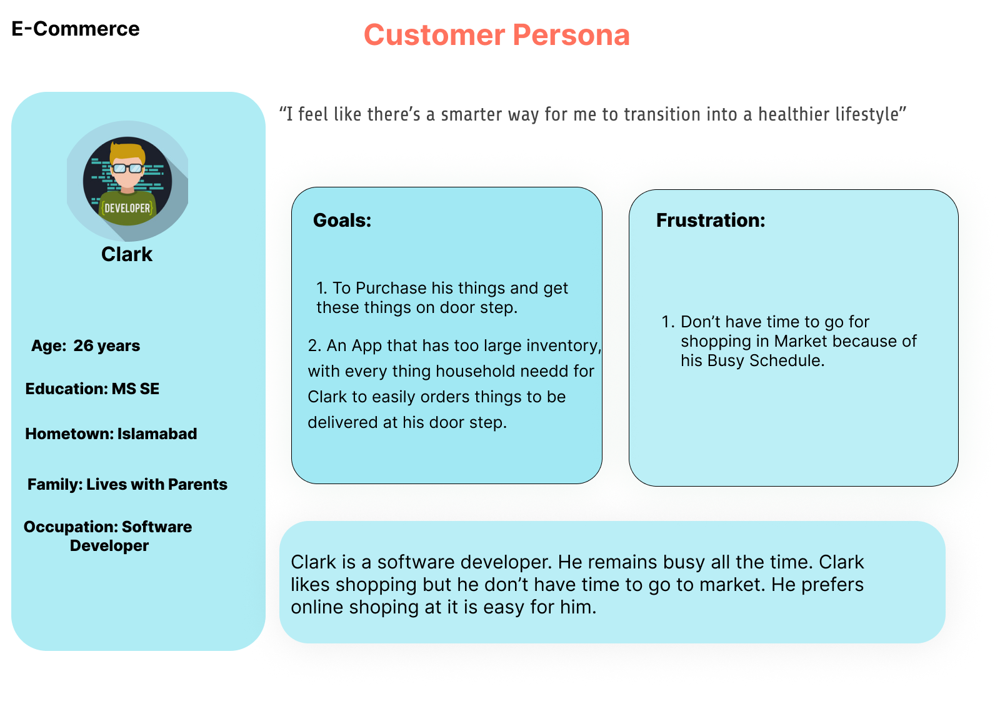 E-Commerce
Customer Persona
“I feel like there’s a smarter way for me to transition into a healthier lifestyle”
{DEVELOPER}
Clark
Age:  26 years
Education: MS SE
Hometown: Islamabad
Family: Lives with Parents
Occupation: Software
Developer
Goals:
1. To Purchase his things and get
these things on door step.
2. An App that has too large inventory,
with every thing household needd for
Clark to easily orders things to be
delivered at his door step.
Frustration:
1. Don’t have time to go for
shopping in Market because of
his Busy Schedule.
Clark is a software developer. He remains busy all the time. Clark
likes shopping but he don’t have time to go to market. He prefers
online shoping at it is easy for him.